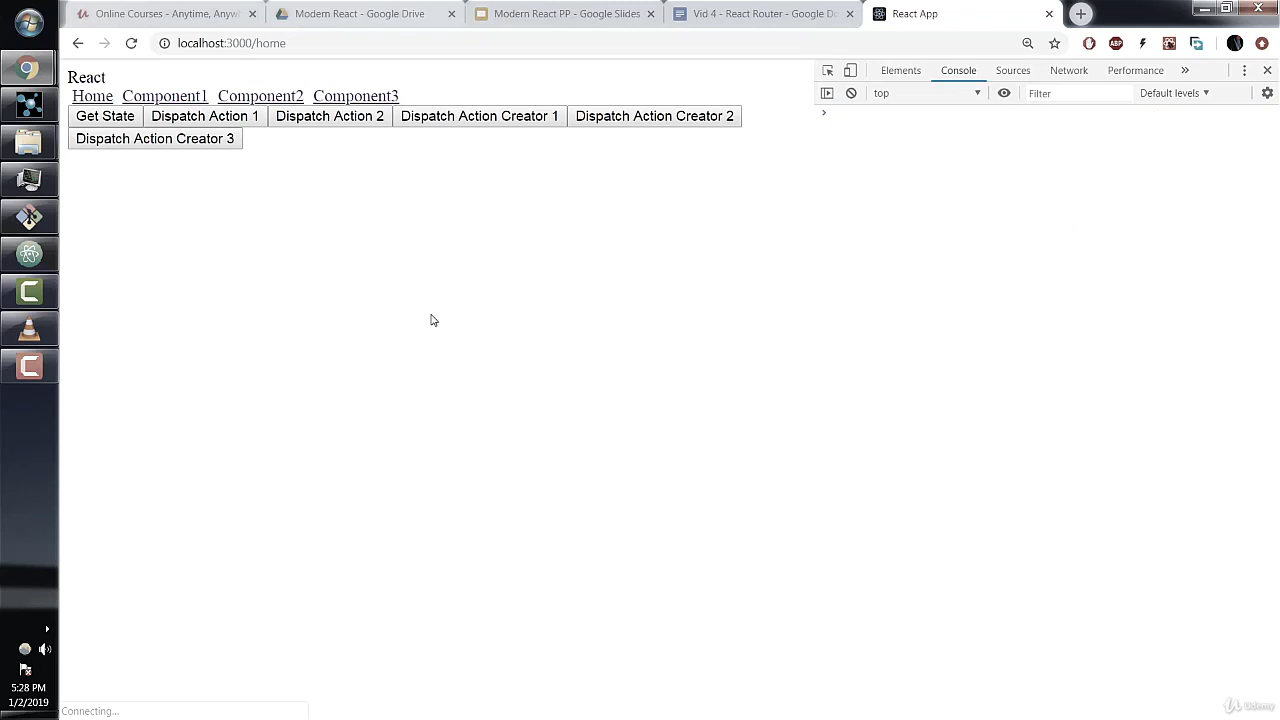 Online Courses - Anytime, Anyw
Modern React - Google Drive
Modern React PP - Google Slides
Vid 4 - React Router - Google Do
React App
localhost:3000/home
React
Home Component1 Component2 Component3
Get State Dispatch Action 1 Dispatch Action 2 Dispatch Action Creator 1 Dispatch Action Creator 2
Dispatch Action Creator 3
Elements Console Sources Network Performance »
top Filter Default levels
ABP
5:28 PM
1/2/2019
Connecting...
Udemy